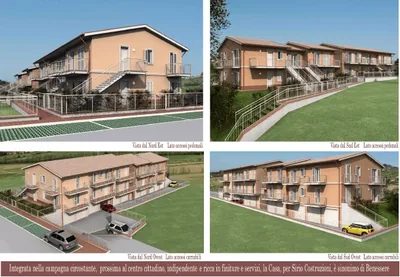 Vista dal Nord Est    Lato accessi pedonali
Vista dal Sud Est    Lato accessi pedonali
Vista dal Nord Ovest    Lato accessi carrabili
Vista dal Sud Ovest    Lato accessi carrabili
Integrata nella campagna circostante, prossima al centro cittadino, indipendente e ricca in finiture e servizi, la Casa, per Sirio Costruzioni, è sinonimo di Benessere